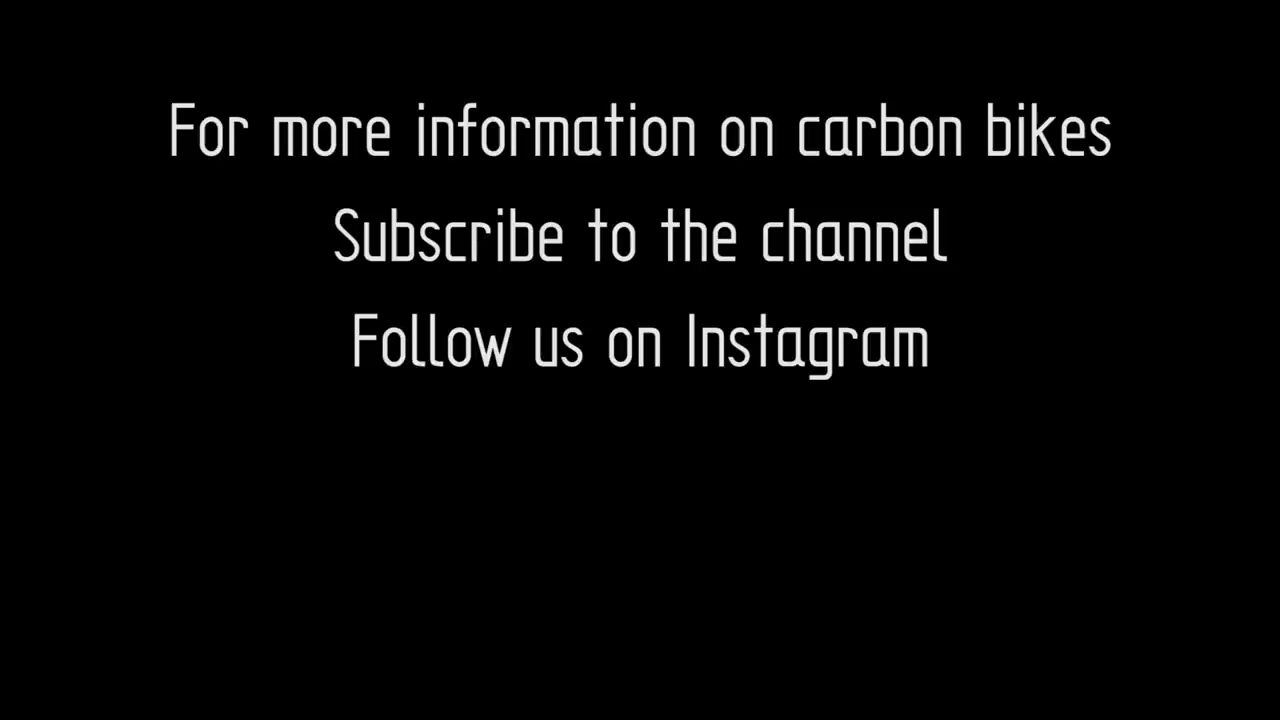 For more information on carbon bikes
Subscribe to the channel
Follow us on Instagram